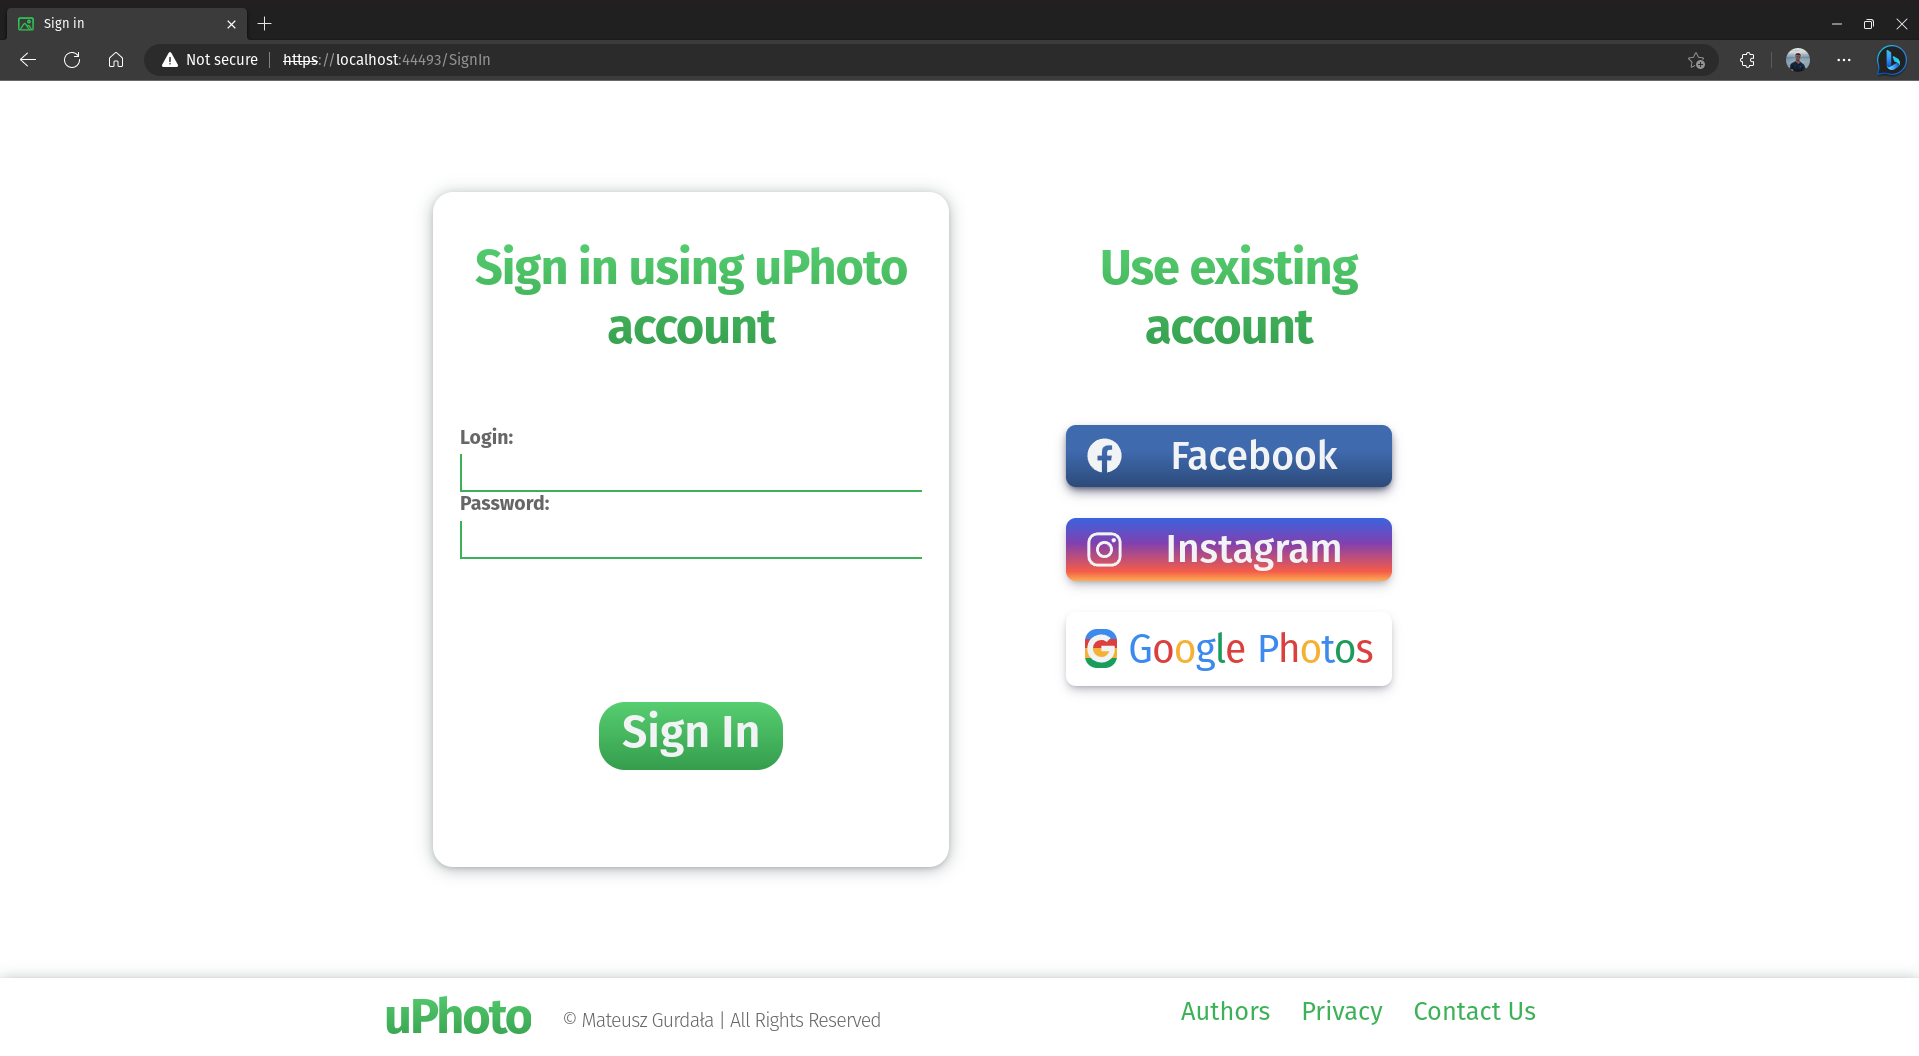 Sign in
Not secure
https://localhost:44493/SignIn
Sign in using uPhoto
account
Login:
Password:
Sign In
Use existing
account
Facebook
Instagram
Google Photos
uPhoto
© Mateusz Gurdała | All Rights Reserved
Authors
Privacy
Contact Us